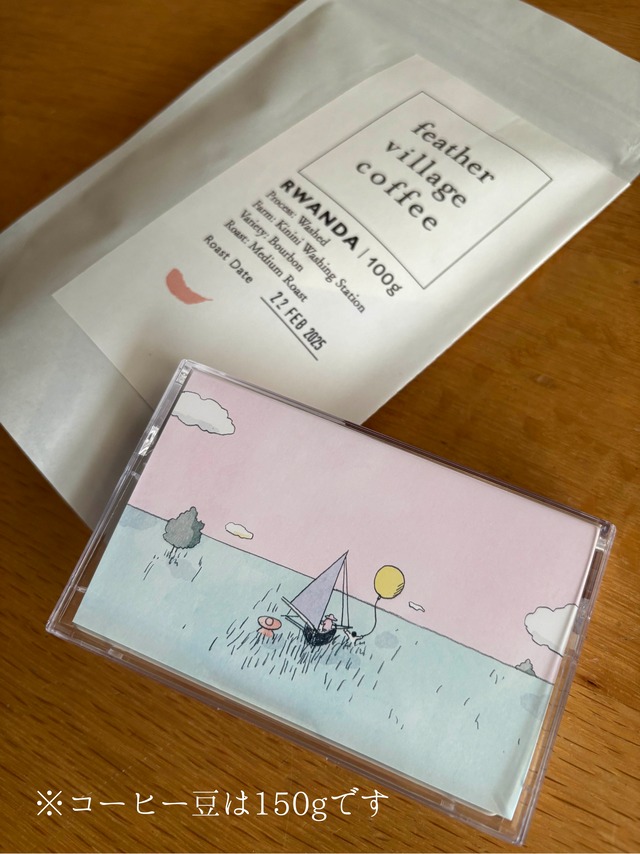 feather
village
coffee
RWANDA | 100g
Process: Washed
Farm: Kinini Washing Station
Variety: Bourbon
Roast: Medium Roast
Roast Date
22 FEB 2025
※コーヒー豆は150gです